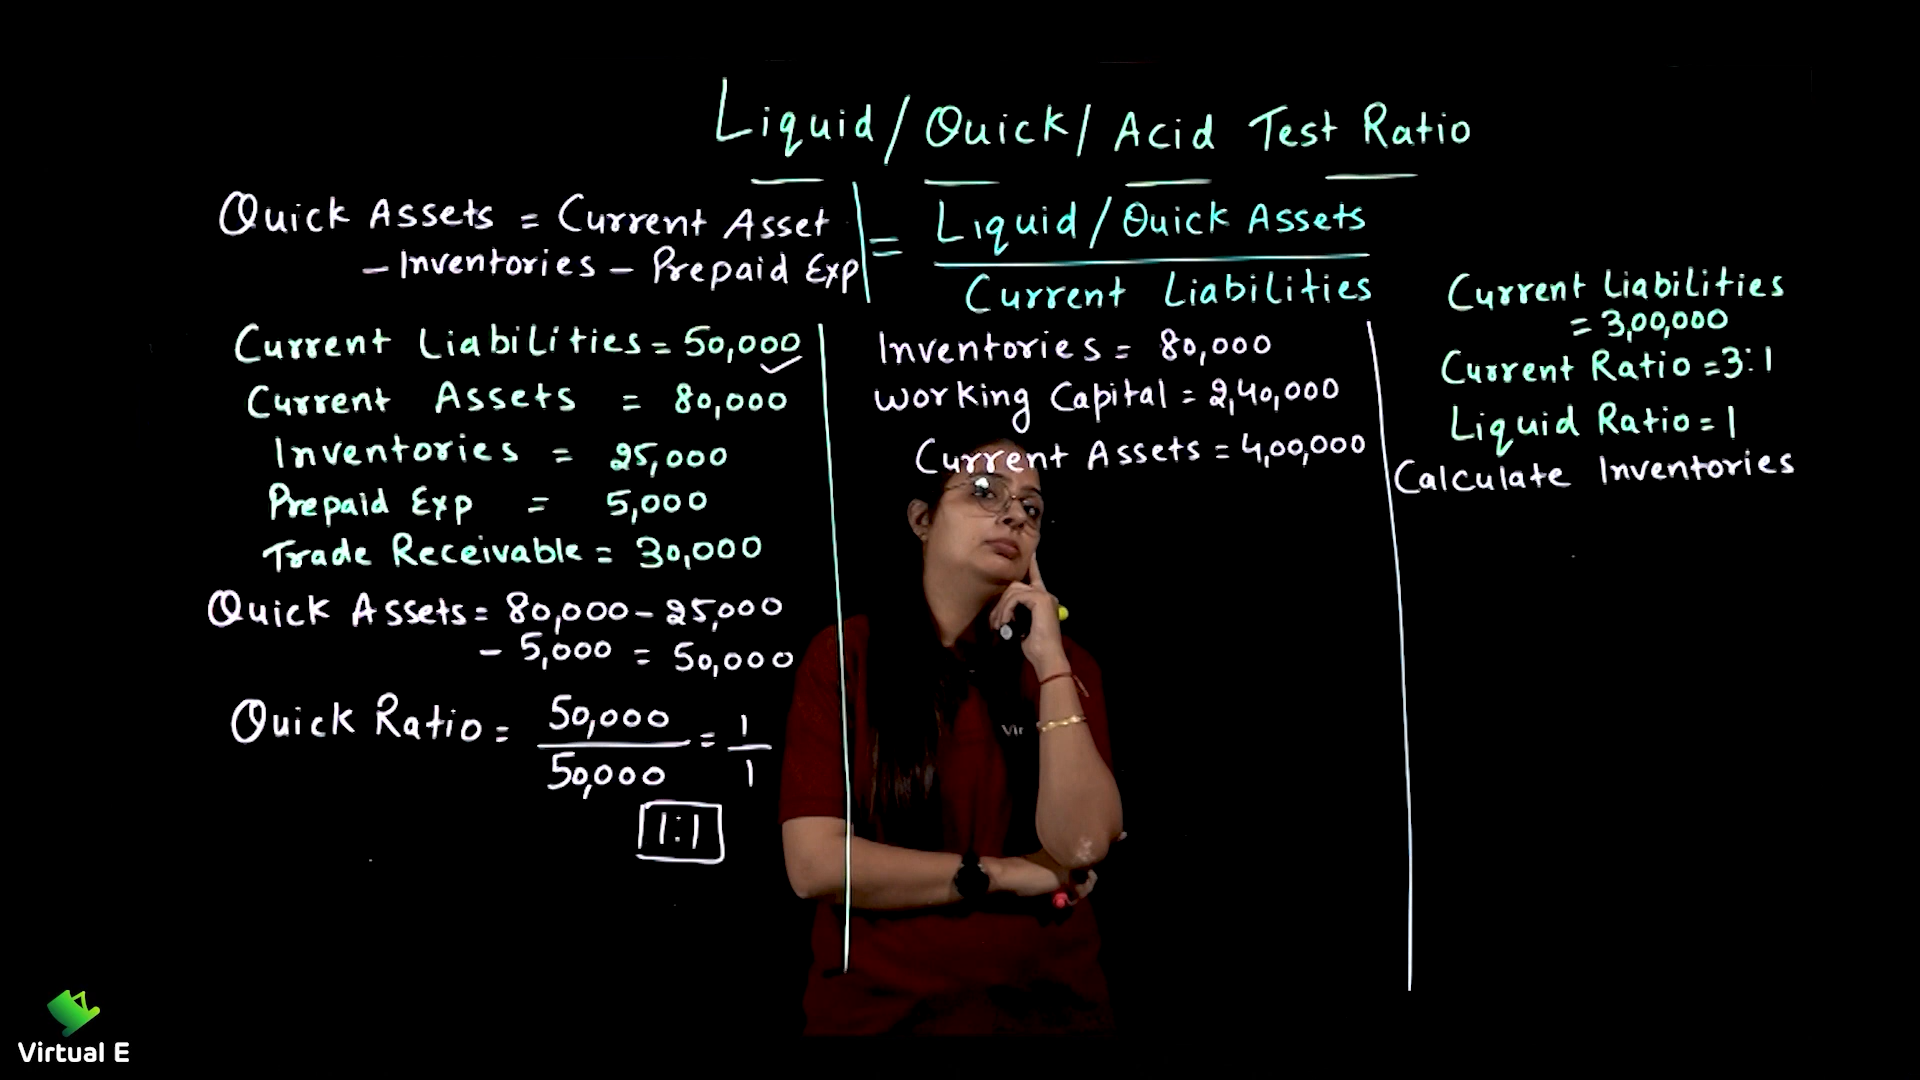 Liquid/Quick/Acid Test Ratio
Quick Assets = Current Asset
- Inventories - Prepaid Exp
= Liquid/Quick Assets
Current Liabilities
Current Liabilities = 50,000
Current Assets = 80,000
Inventories = 25,000
Prepaid Exp = 5,000
Trade Receivable = 30,000
Quick Assets = 80,000 - 25,000
- 5,000 = 50,000
Quick Ratio = 50,000 = 1
50,000 1
1:1
Inventories = 80,000
Working Capital = 2,40,000
Current Assets = 4,00,000
Current Liabilities
= 3,00,000
Current Ratio = 3:1
Liquid Ratio = 1
Calculate Inventories
Vir
Virtual E